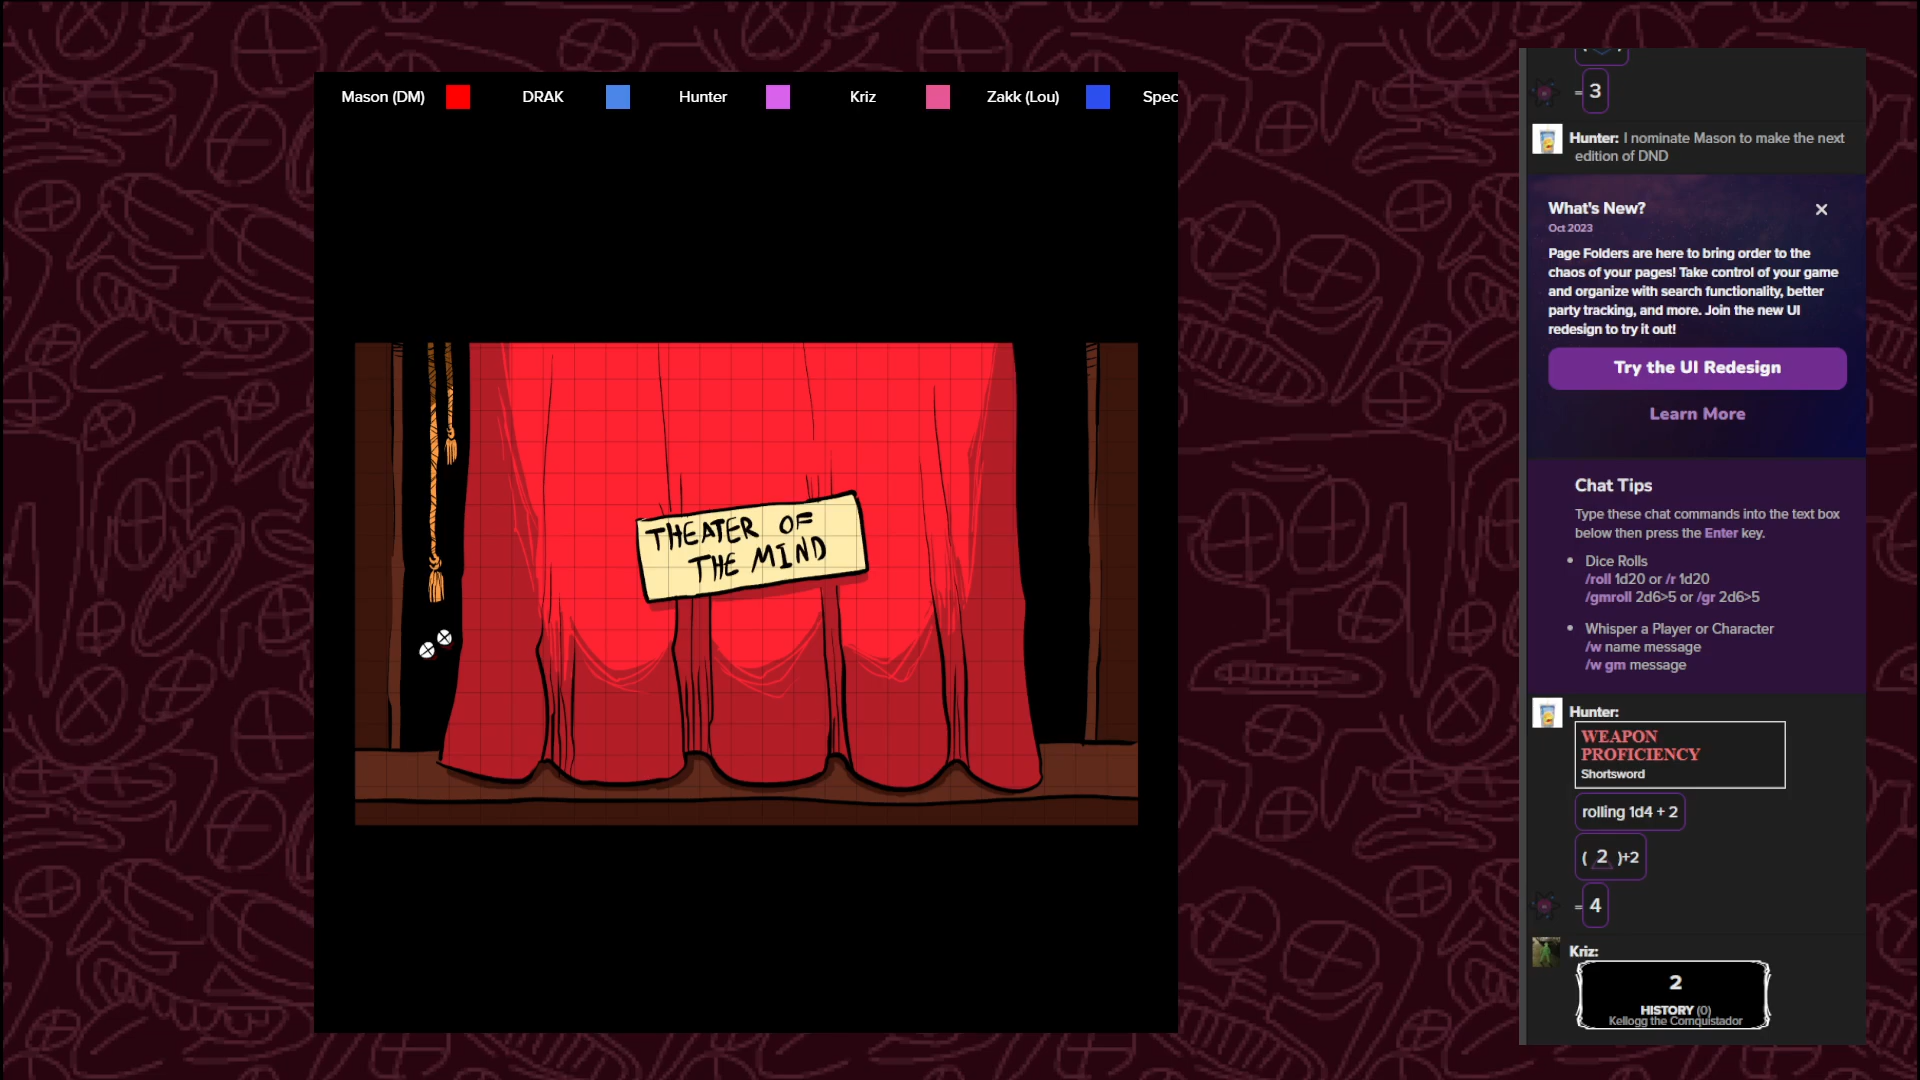 Mason (DM)
DRAK
Hunter
Kriz
Zakk (Lou)
Spec
THEATER OF
THE MIND
=3
Hunter: I nominate Mason to make the next
edition of DND
What's New?
Oct 2023
Page Folders are here to bring order to the
chaos of your pages! Take control of your game
and organize with search functionality, better
party tracking, and more. Join the new UI
redesign to try it out!
Try the UI Redesign
Learn More
Chat Tips
Type these chat commands into the text box
below then press the Enter key.
• Dice Rolls
/roll 1d20 or /r 1d20
/gmroll 2d6>5 or /gr 2d6>5
• Whisper a Player or Character
/w name message
/w gm message
Hunter:
WEAPON
PROFICIENCY
Shortsword
rolling 1d4 + 2
( 2 )+2
=4
Kriz:
2
HISTORY (0)
Kellogg the Cornquistador